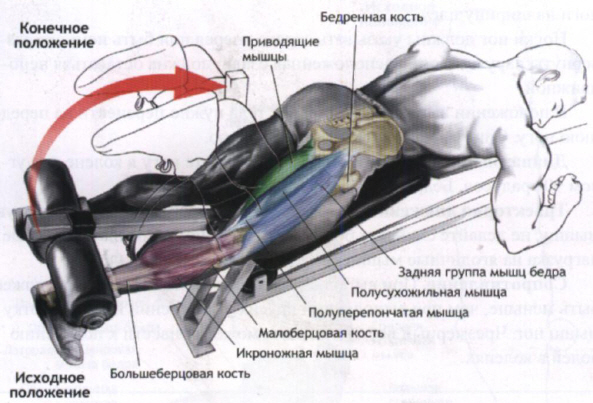 Бедренная кость
Конечное
положение
Приводящие
мышцы
Задняя группа мышц бедра
Полусухожильная мышца
Полуперепончатая мышца
Малоберцовая кость
Икроножная мышца
Большеберцовая кость
Исходное
положение